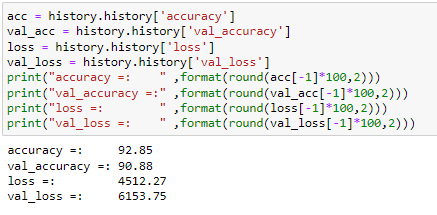 acc = history.history['accuracy']
val_acc = history.history['val_accuracy']
loss = history.history['loss']
val_loss = history.history['val_loss']
print("accuracy =:    " ,format(round(acc[-1]*100,2)))
print("val_accuracy =:" ,format(round(val_acc[-1]*100,2)))
print("loss =:        " ,format(round(loss[-1]*100,2)))
print("val_loss =:    " ,format(round(val_loss[-1]*100,2)))
accuracy =:     92.85
val_accuracy =: 90.88
loss =:         4512.27
val_loss =:     6153.75